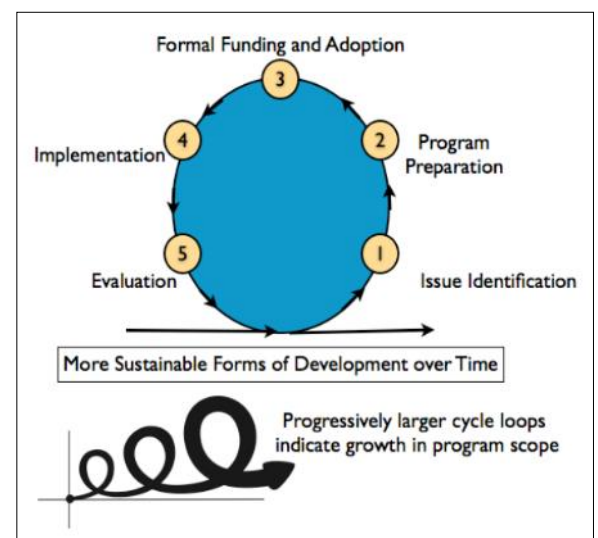 Formal Funding and Adoption
3
4
2
Implementation
Program
Preparation
5
1
Evaluation
Issue Identification
More Sustainable Forms of Development over Time
Progressively larger cycle loops
indicate growth in program scope